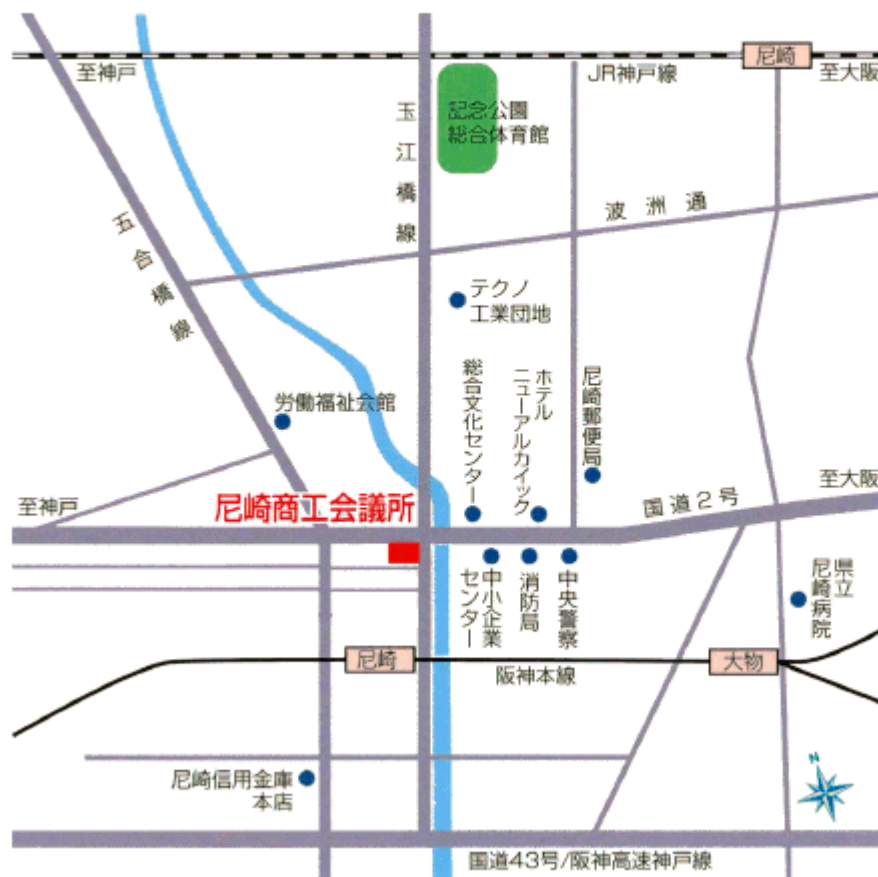 尼崎
至神戸
JR神戸線
至大阪
玉江橋線
記念公園
総合体育館
波洲通
五合橋線
テクノ
工業団地
総合文化センター
ホテル
ニューアルカイック
尼崎郵便局
労働福祉会館
至大阪
至神戸
尼崎商工会議所
国道2号
中小企業
センター
消防局
中央警察
県立
尼崎病院
尼崎
大物
阪神本線
N
尼崎信用金庫
本店
国道43号/阪神高速神戸線